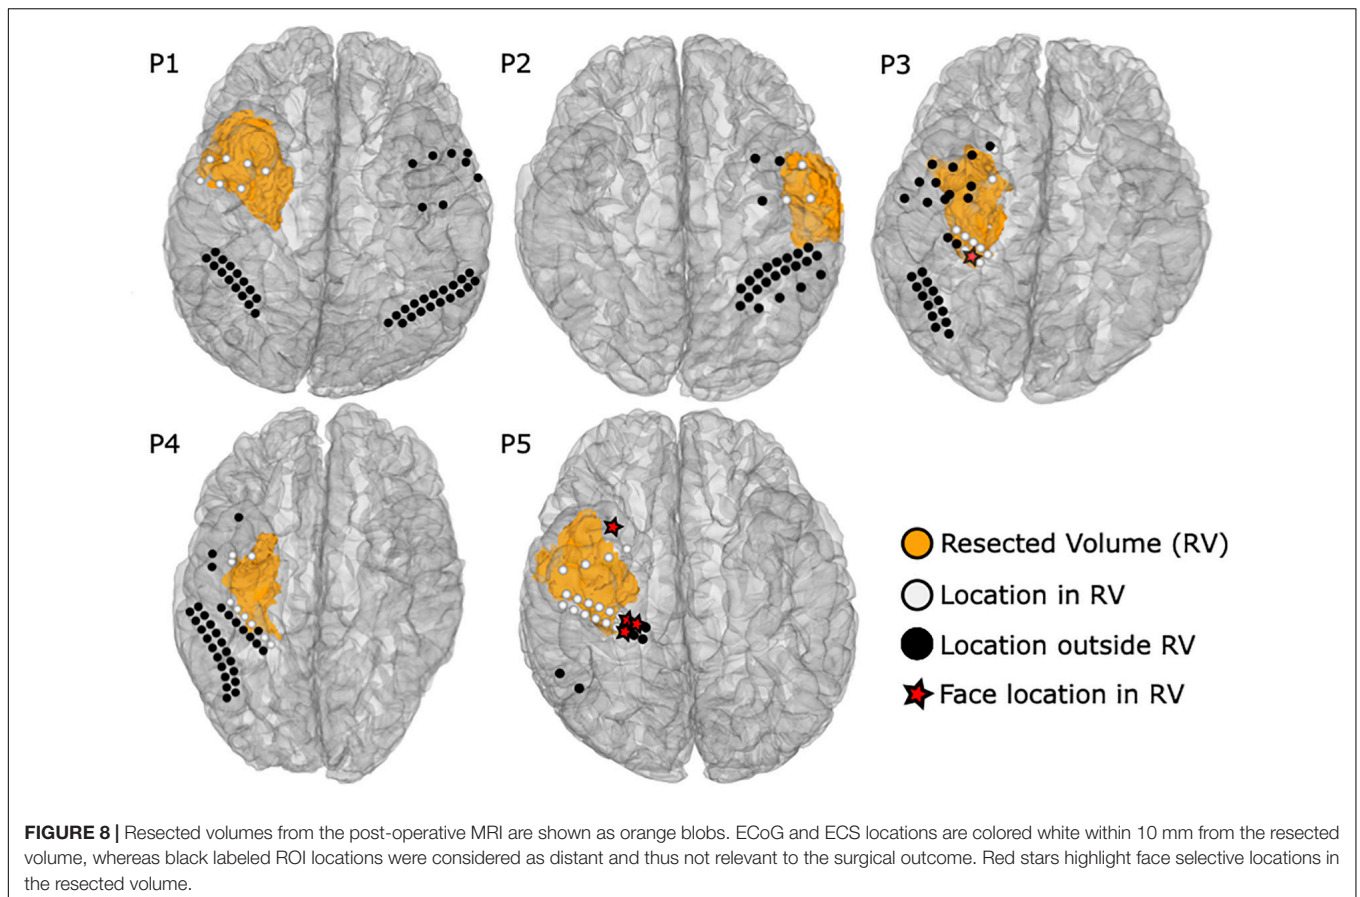 P1
P2
P3
P4
P5
Resected Volume (RV)
Location in RV
Location outside RV
Face location in RV
FIGURE 8 | Resected volumes from the post-operative MRI are shown as orange blobs. ECoG and ECS locations are colored white within 10 mm from the resected
volume, whereas black labeled ROI locations were considered as distant and thus not relevant to the surgical outcome. Red stars highlight face selective locations in
the resected volume.